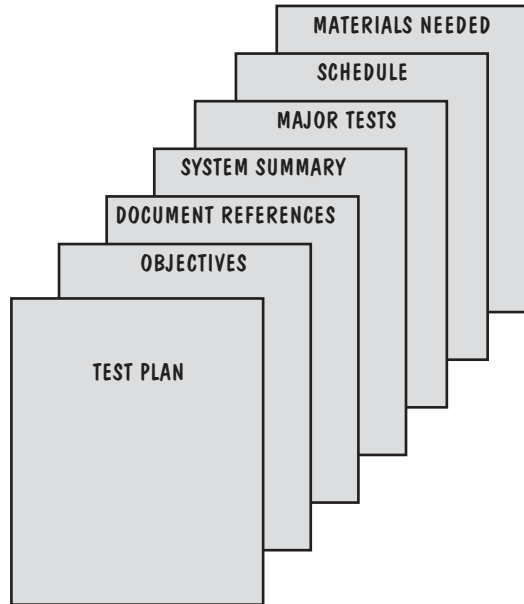 MATERIALS NEEDED
SCHEDULE
MAJOR TESTS
SYSTEM SUMMARY
DOCUMENT REFERENCES
OBJECTIVES
TEST PLAN